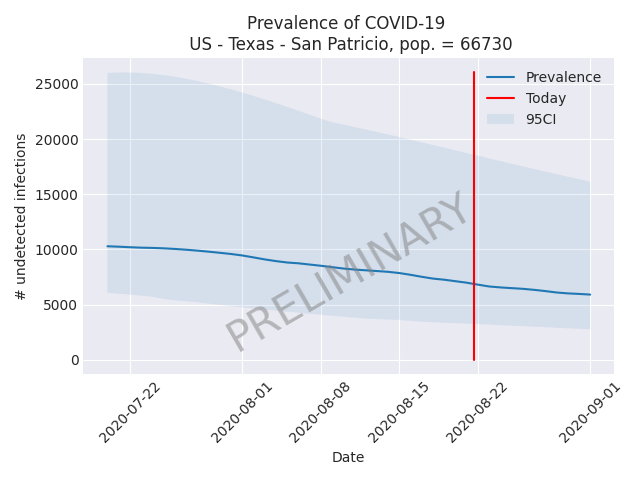 Prevalence of COVID-19
US - Texas - San Patricio, pop. = 66730
# undetected infections
25000
20000
15000
10000
5000
0
Prevalence
Today
95CI
PRELIMINARY
2020-07-22
2020-08-01
2020-08-08
2020-08-15
2020-08-22
2020-09-01
Date